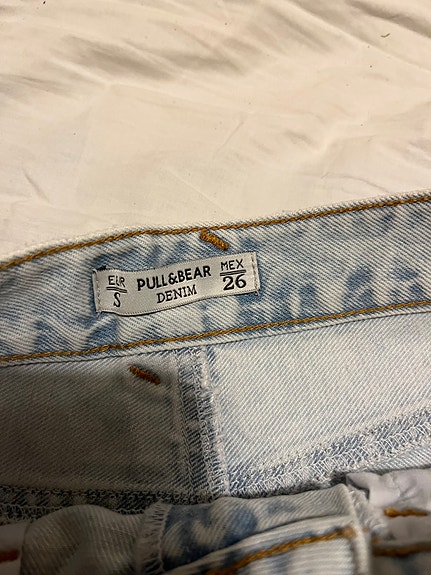 EUR
S
PULL&BEAR
DENIM
MEX
26